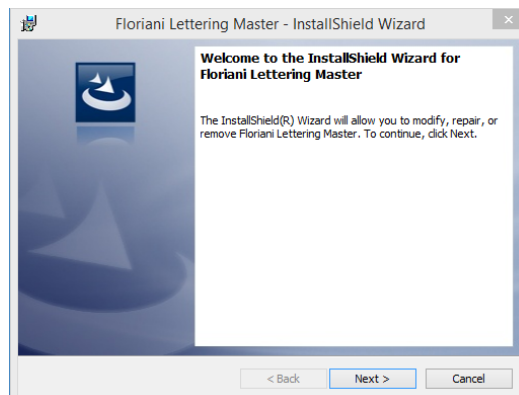 Floriani Lettering Master - InstallShield Wizard
Welcome to the InstallShield Wizard for
Floriani Lettering Master
The InstallShield(R) Wizard will allow you to modify, repair, or
remove Floriani Lettering Master. To continue, click Next.
< Back Next > Cancel